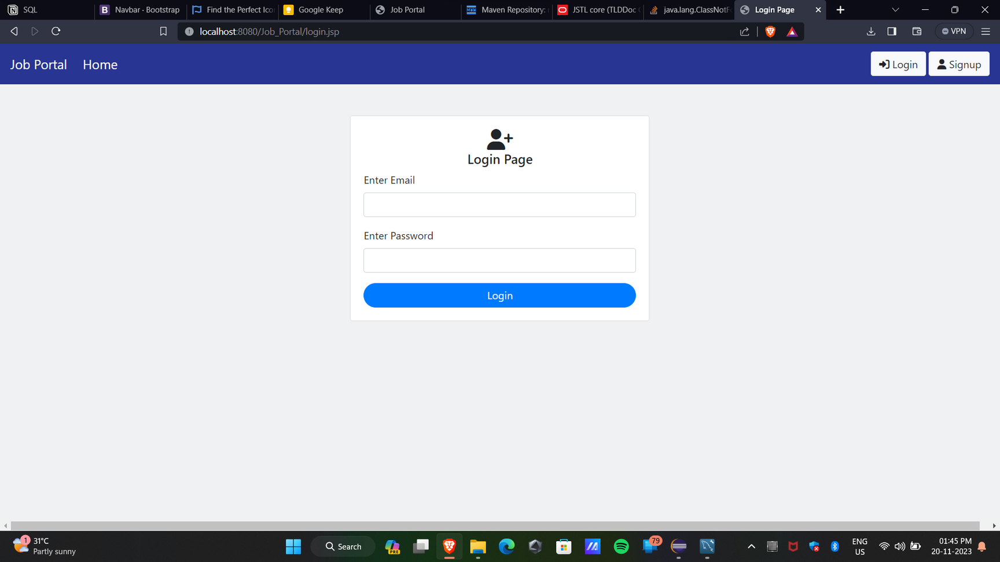 SQL
Navbar · Bootstrap
Find the Perfect Ico
Google Keep
Job Portal
Maven Repository:
JSTL core (TLDDoc
java.lang.ClassNotF
Login Page
localhost:8080/Job_Portal/login.jsp
VPN
Job Portal
Home
Login
Signup
Login Page
Enter Email
Enter Password
Login
1
31°C
Partly sunny
Search
PRE
79
ENG
US
01:45 PM
20-11-2023